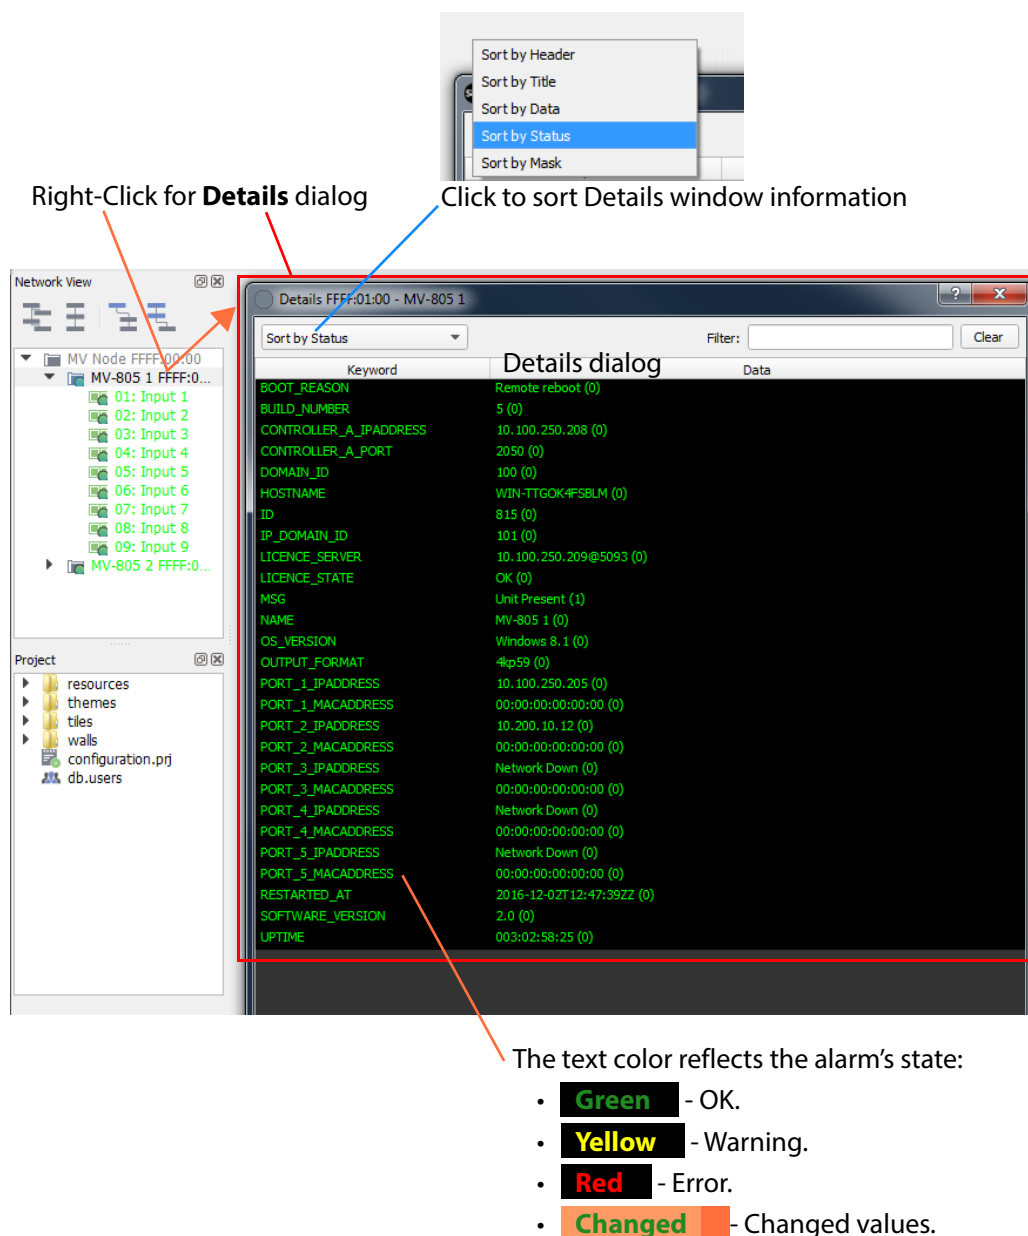 Sort by Header
Sort by Title
Sort by Data
Sort by Status
Sort by Mask
Right-Click for Details dialog
Click to sort Details window information
Network View
Details FFFF:01:00 - MV-805 1
?
X
Sort by Status
Filter:
Clear
Details dialog
Keyword
Data
MV Node FFFF:00:00
MV-805 1 FFFF:0...
01: Input 1
02: Input 2
03: Input 3
04: Input 4
05: Input 5
06: Input 6
07: Input 7
08: Input 8
09: Input 9
MV-805 2 FFFF:0...
Project
resources
themes
tiles
walls
configuration.prj
db.users
BOOT_REASON Remote reboot (0)
BUILD_NUMBER 5 (0)
CONTROLLER_A_IPADDRESS 10.100.250.208 (0)
CONTROLLER_A_PORT 2050 (0)
DOMAIN_ID 100 (0)
HOSTNAME WIN-TTGOK4FSBLM (0)
ID 815 (0)
IP_DOMAIN_ID 101 (0)
LICENCE_SERVER 10.100.250.209@5093 (0)
LICENCE_STATE OK (0)
MSG Unit Present (1)
NAME MV-805 1 (0)
OS_VERSION Windows 8.1 (0)
OUTPUT_FORMAT 4kp59 (0)
PORT_1_IPADDRESS 10.100.250.205 (0)
PORT_1_MACADDRESS 00:00:00:00:00:00 (0)
PORT_2_IPADDRESS 10.200.10.12 (0)
PORT_2_MACADDRESS 00:00:00:00:00:00 (0)
PORT_3_IPADDRESS Network Down (0)
PORT_3_MACADDRESS 00:00:00:00:00:00 (0)
PORT_4_IPADDRESS Network Down (0)
PORT_4_MACADDRESS 00:00:00:00:00:00 (0)
PORT_5_IPADDRESS Network Down (0)
PORT_5_MACADDRESS 00:00:00:00:00:00 (0)
RESTARTED_AT 2016-12-02T12:47:39ZZ (0)
SOFTWARE_VERSION 2.0 (0)
UPTIME 003:02:58:25 (0)
The text color reflects the alarm’s state:
• Green - OK.
• Yellow - Warning.
• Red - Error.
• Changed - Changed values.